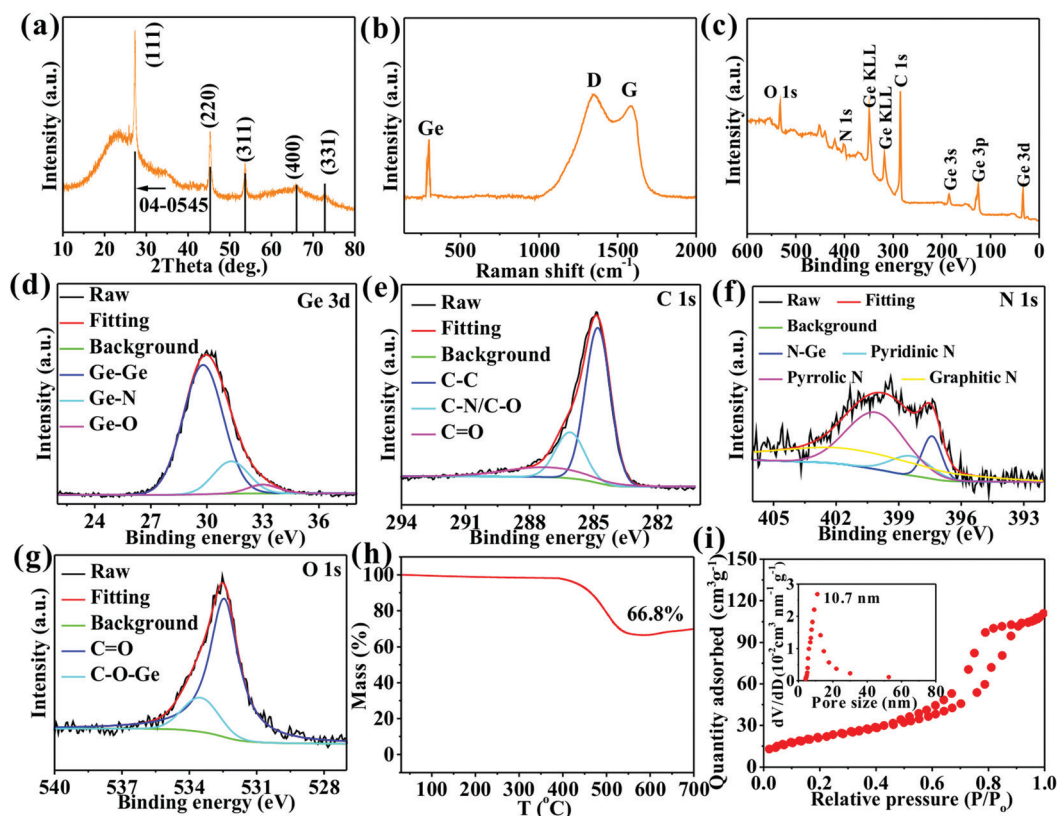 (a)
(111)
(220)
(311)
(400)
(331)
04-0545
Intensity (a.u.)
10 20 30 40 50 60 70 80
2Theta (deg.)
(b)
D
G
Ge
Intensity (a.u.)
500 1000 1500 2000
Raman shift (cm-1)
(c)
O 1s
N 1s
Ge KLL
Ge KLL
C 1s
Ge 3s
Ge 3p
Ge 3d
Intensity (a.u.)
600 500 400 300 200 100 0
Binding energy (eV)
(d)
Ge 3d
Raw
Fitting
Background
Ge-Ge
Ge-N
Ge-O
Intensity (a.u.)
24 27 30 33 36
Binding energy (eV)
(e)
C 1s
Raw
Fitting
Background
C-C
C-N/C-O
C=O
Intensity (a.u.)
294 291 288 285 282
Binding energy (eV)
(f)
N 1s
Raw Fitting
Background
N-Ge Pyridinic N
Pyrrolic N Graphitic N
Intensity (a.u.)
405 402 399 396 393
Binding energy (eV)
(g)
O 1s
Raw
Fitting
Background
C=O
C-O-Ge
Intensity (a.u.)
540 537 534 531 528
Binding energy (eV)
(h)
100
80
60
40
20
0
66.8%
Mass (%)
100 200 300 400 500 600 700
T (°C)
(i)
150
120
90
60
30
0
Quantity adsorbed (cm3g-1)
0.0 0.2 0.4 0.6 0.8 1.0
Relative pressure (P/Po)
3
2
1
0
10.7 nm
dV/dD(10-2cm3 nm-1 g-1)
0 20 40 60 80
Pore size (nm)